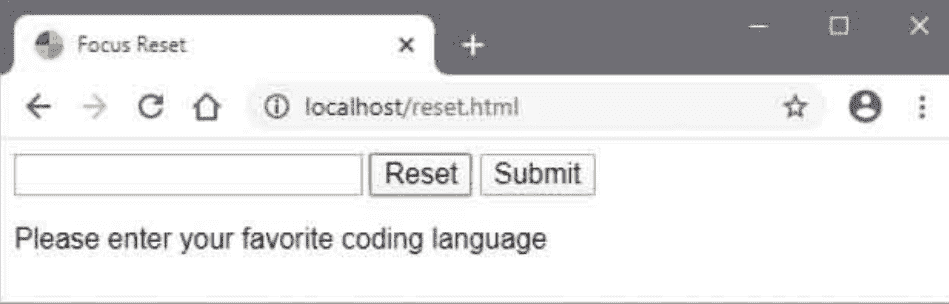 Focus Reset
localhost/reset.html
Reset Submit
Please enter your favorite coding language